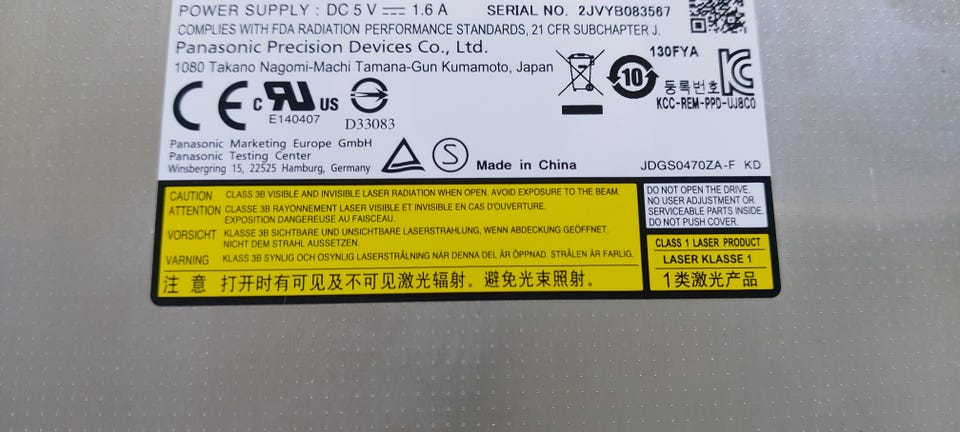 POWER SUPPLY : DC 5 V ⎓ 1.6 A SERIAL NO. 2JVYB083567
COMPLIES WITH FDA RADIATION PERFORMANCE STANDARDS, 21 CFR SUBCHAPTER J.
Panasonic Precision Devices Co., Ltd.
1080 Takano Nagomi-Machi Tamana-Gun Kumamoto, Japan
130FYA
10
등록번호
KCC-REM-PPD-UJ8C0
CE c RU US
E140407
D33083
Panasonic Marketing Europe GmbH
Panasonic Testing Center
Winsbergring 15, 22525 Hamburg, Germany
S
Made in China
JDGS0470ZA-F KD
CAUTION CLASS 3B VISIBLE AND INVISIBLE LASER RADIATION WHEN OPEN. AVOID EXPOSURE TO THE BEAM.
ATTENTION CLASSE 3B RAYONNEMENT LASER VISIBLE ET INVISIBLE EN CAS D'OUVERTURE.
EXPOSITION DANGEREUSE AU FAISCEAU.
VORSICHT KLASSE 3B SICHTBARE UND UNSICHTBARE LASERSTRAHLUNG, WENN ABDECKUNG GEÖFFNET.
NICHT DEM STRAHL AUSSETZEN.
VARNING KLASS 3B SYNLIG OCH OSYNLIG LASERSTRÅLNING NÄR DENNA DEL ÄR ÖPPNAD. STRÅLEN ÄR FARLIG.
注 意 打开时有可见及不可见激光辐射。避免光束照射。
DO NOT OPEN THE DRIVE.
NO USER ADJUSTMENT OR
SERVICEABLE PARTS INSIDE.
DO NOT PUSH COVER.
CLASS 1 LASER PRODUCT
LASER KLASSE 1
1类激光产品